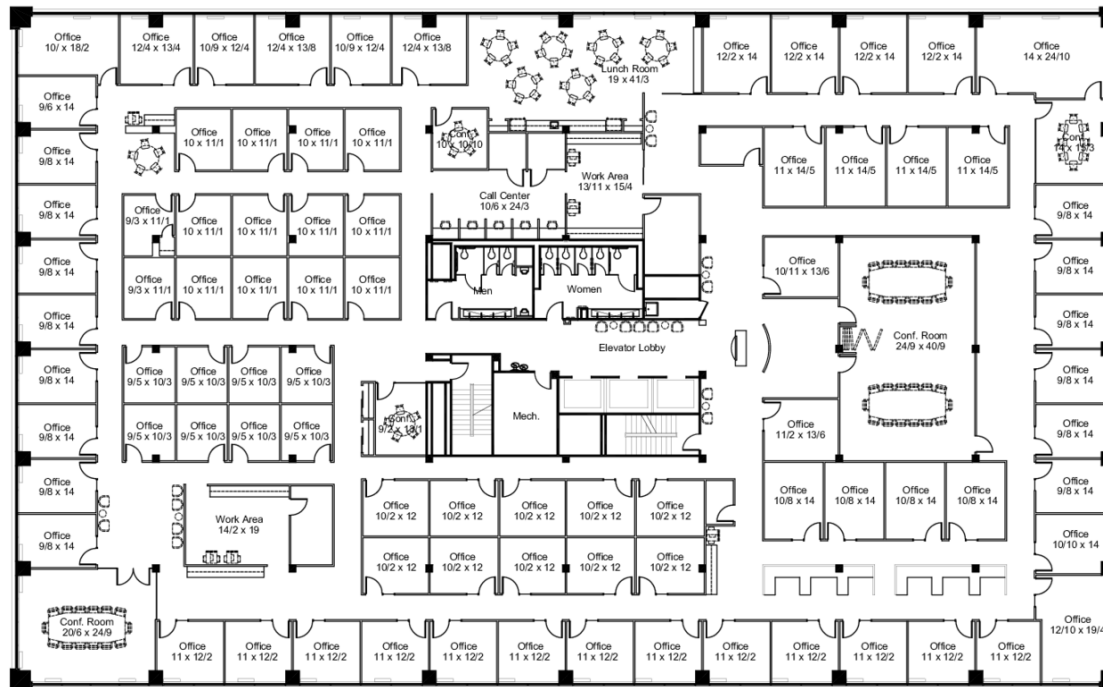 Office
10/ x 18/2
Office
12/4 x 13/4
Office
10/9 x 12/4
Office
12/4 x 13/8
Office
10/9 x 12/4
Office
12/4 x 13/8
Lunch Room
19 x 41/3
Office
12/2 x 14
Office
12/2 x 14
Office
12/2 x 14
Office
12/2 x 14
Office
14 x 24/10
Office
9/6 x 14
Office
9/8 x 14
Office
10 x 11/1
Office
10 x 11/1
Office
10 x 11/1
Office
10 x 11/1
Conf.
10 x 10/10
Work Area
13/11 x 15/4
Office
11 x 14/5
Office
11 x 14/5
Office
11 x 14/5
Office
11 x 14/5
Conf.
14 x 15/3
Office
9/8 x 14
Office
9/3 x 11/1
Office
10 x 11/1
Office
10 x 11/1
Office
10 x 11/1
Office
10 x 11/1
Call Center
10/6 x 24/3
Office
9/8 x 14
Office
9/8 x 14
Office
9/3 x 11/1
Office
10 x 11/1
Office
10 x 11/1
Office
10 x 11/1
Office
10 x 11/1
Men
Women
Office
10/11 x 13/6
Office
9/8 x 14
Office
9/8 x 14
Elevator Lobby
Conf. Room
24/9 x 40/9
Office
9/8 x 14
Office
9/8 x 14
Office
9/5 x 10/3
Office
9/5 x 10/3
Office
9/5 x 10/3
Office
9/5 x 10/3
Office
9/8 x 14
Office
9/8 x 14
Office
9/5 x 10/3
Office
9/5 x 10/3
Office
9/5 x 10/3
Office
9/5 x 10/3
Conf.
9/2 x 13/1
Mech.
Office
11/2 x 13/6
Office
9/8 x 14
Office
9/8 x 14
Office
10/8 x 14
Office
10/8 x 14
Office
10/8 x 14
Office
10/8 x 14
Office
9/8 x 14
Office
9/8 x 14
Work Area
14/2 x 19
Office
10/2 x 12
Office
10/2 x 12
Office
10/2 x 12
Office
10/2 x 12
Office
10/2 x 12
Office
10/10 x 14
Office
10/2 x 12
Office
10/2 x 12
Office
10/2 x 12
Office
10/2 x 12
Office
10/2 x 12
Conf. Room
20/6 x 24/9
Office
12/10 x 19/4
Office
11 x 12/2
Office
11 x 12/2
Office
11 x 12/2
Office
11 x 12/2
Office
11 x 12/2
Office
11 x 12/2
Office
11 x 12/2
Office
11 x 12/2
Office
11 x 12/2
Office
11 x 12/2
Office
11 x 12/2
Office
11 x 12/2
Office
11 x 12/2